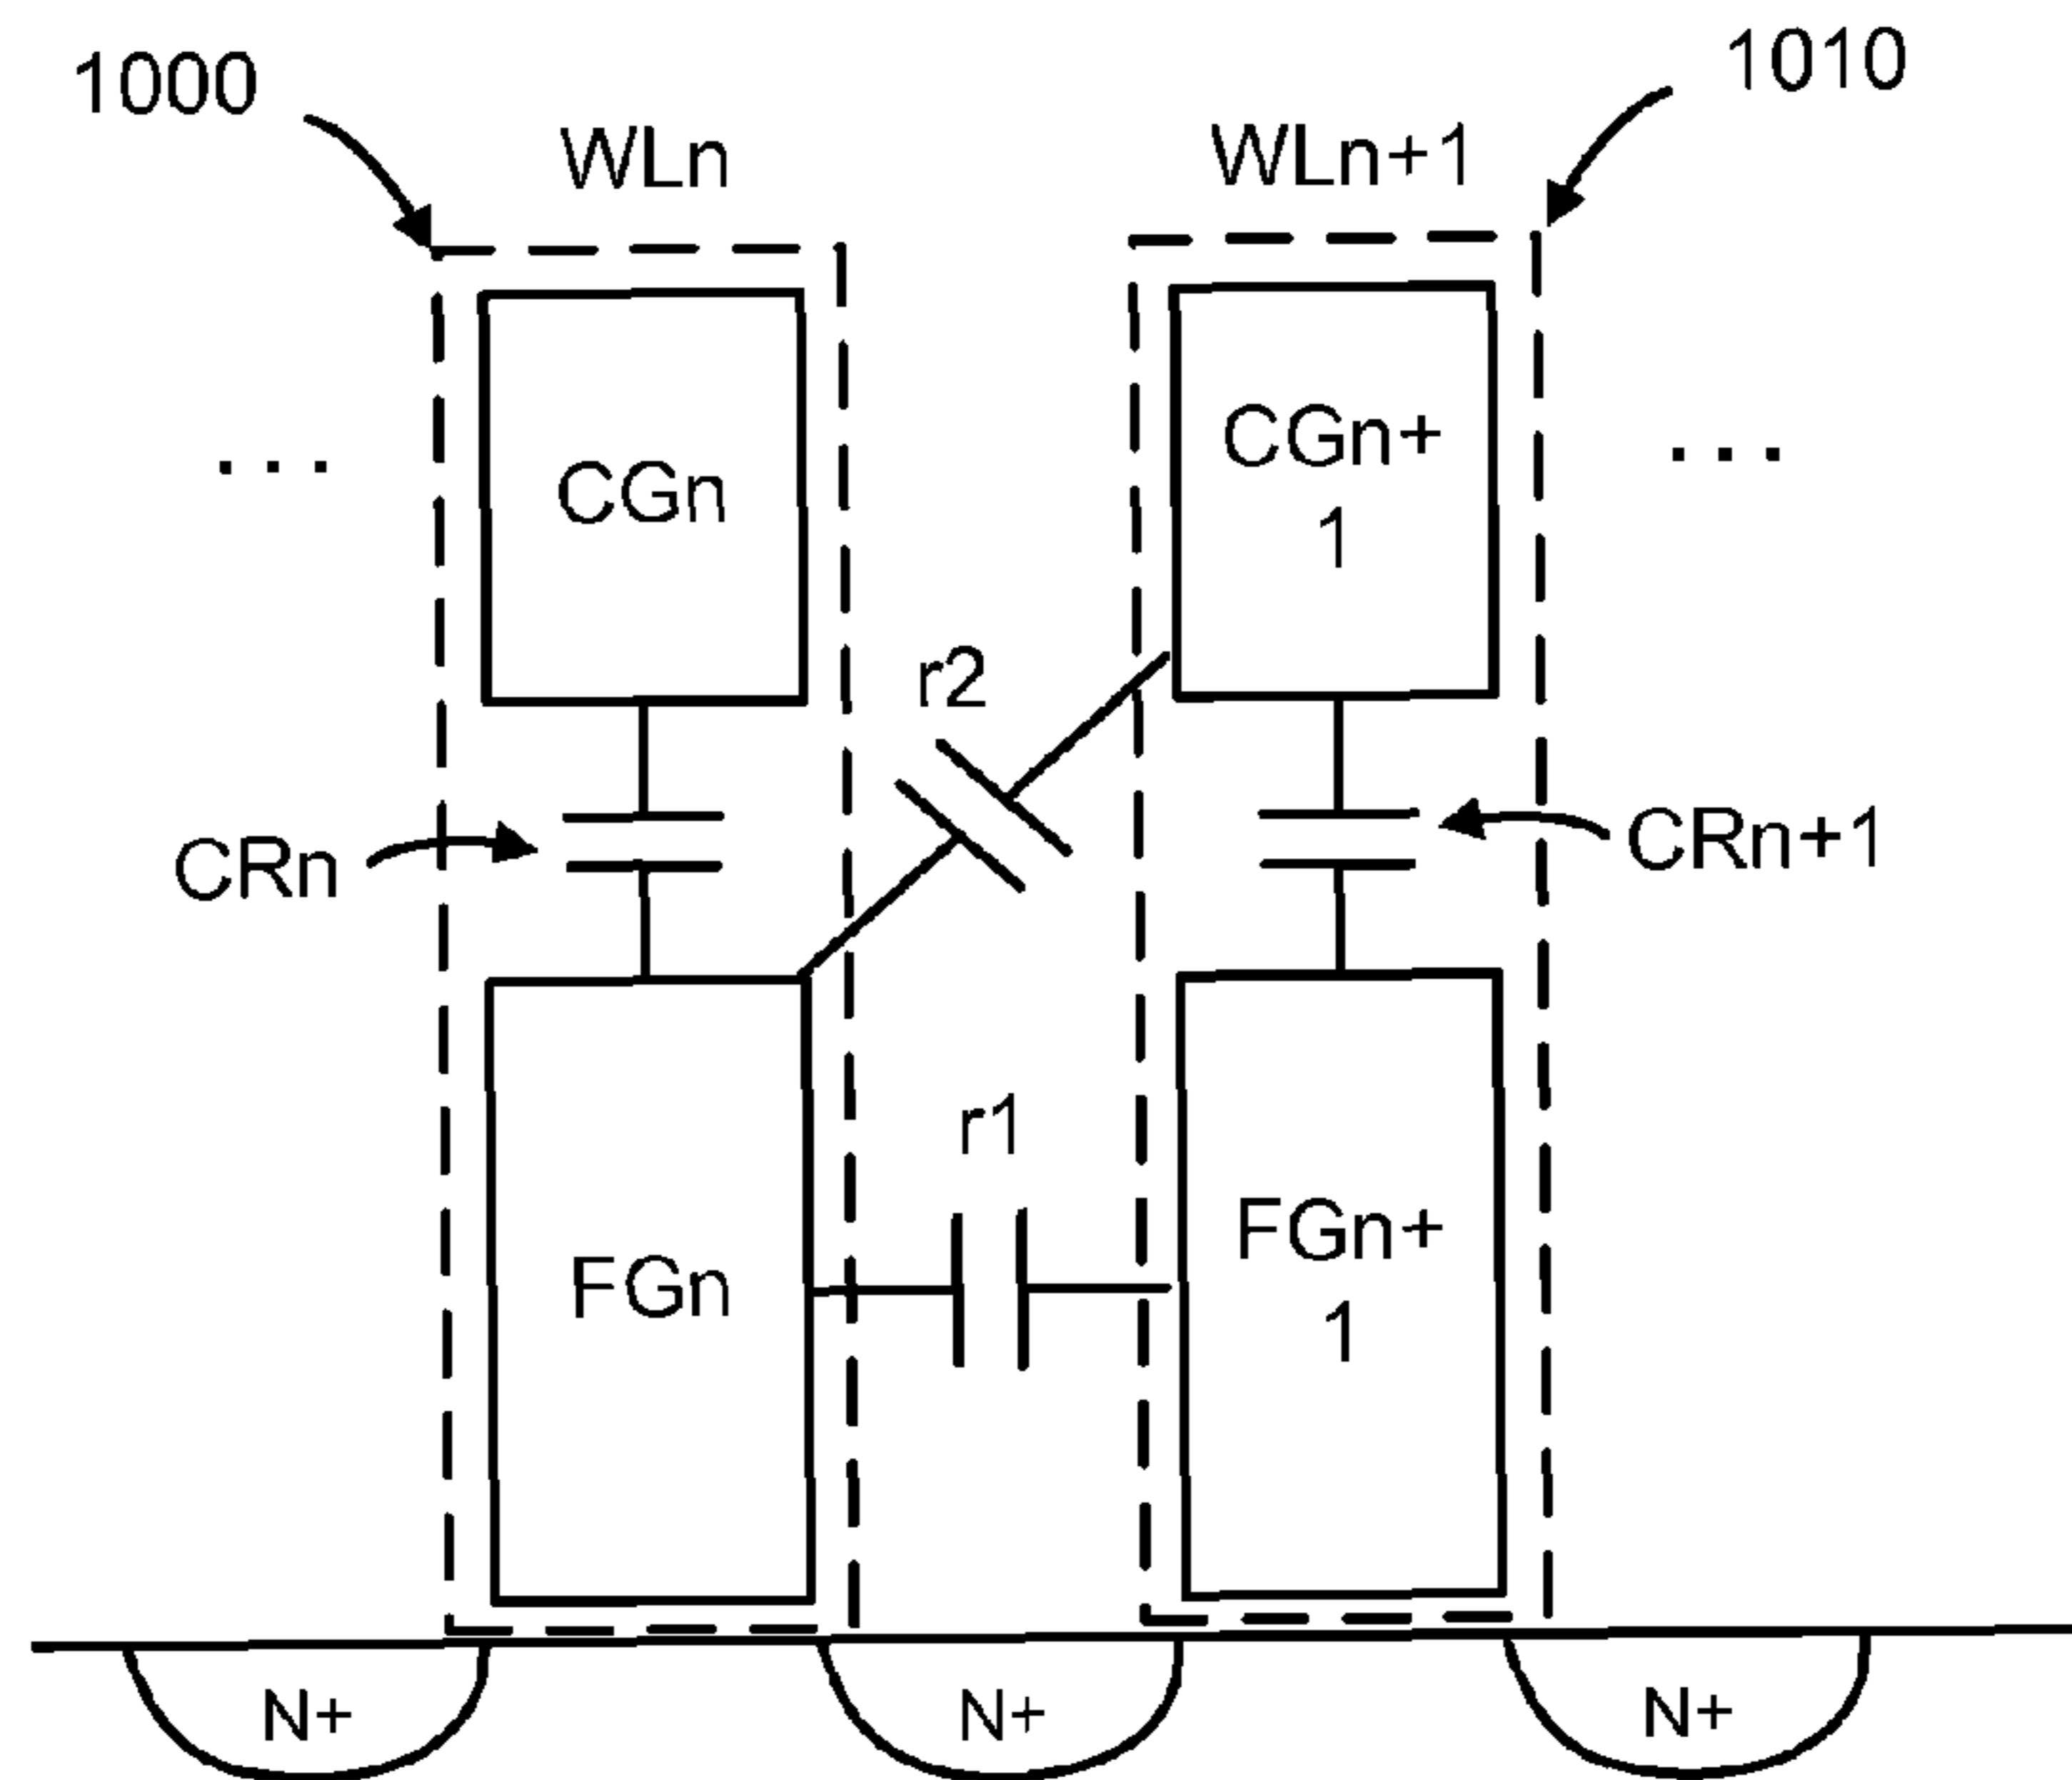 1000
1010
WLn
WLn+1
CGn
CGn+
1
...
...
r2
CRn
CRn+1
r1
FGn
FGn+
1
N+
N+
N+